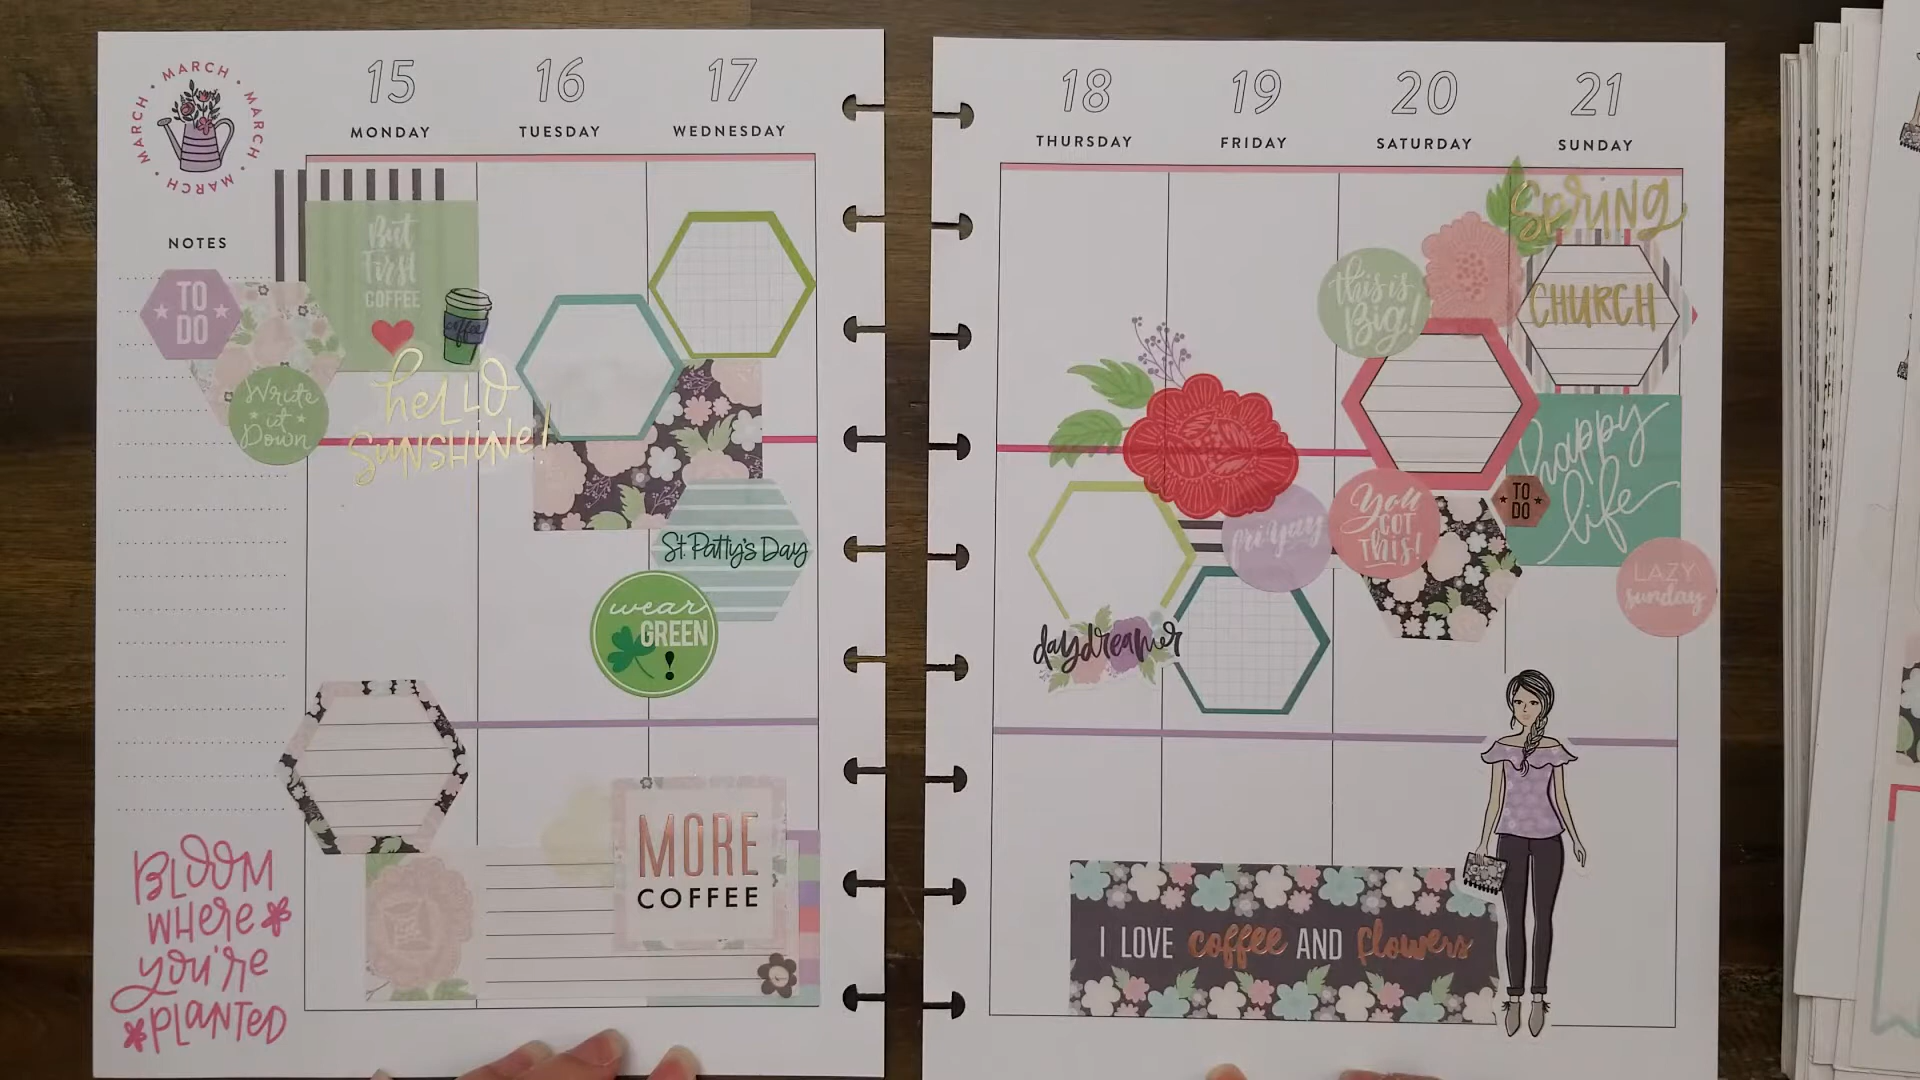 MARCH • MARCH • MARCH • MARCH •
15
MONDAY
16
TUESDAY
17
WEDNESDAY
NOTES
TO
DO
Write
it
Down
But
First
COFFEE
coffee
hello
SUNSHINE!
St. Patty's Day
wear
GREEN
!
MORE
COFFEE
BLOOM
WHERE
you're
PLANTED
18
THURSDAY
19
FRIDAY
20
SATURDAY
21
SUNDAY
SPRING
this is
Big!
CHURCH
happy
life
TO
DO
friyay
You
GOT
THIS!
LAZY
sunday
daydreamer
I LOVE coffee AND flowers